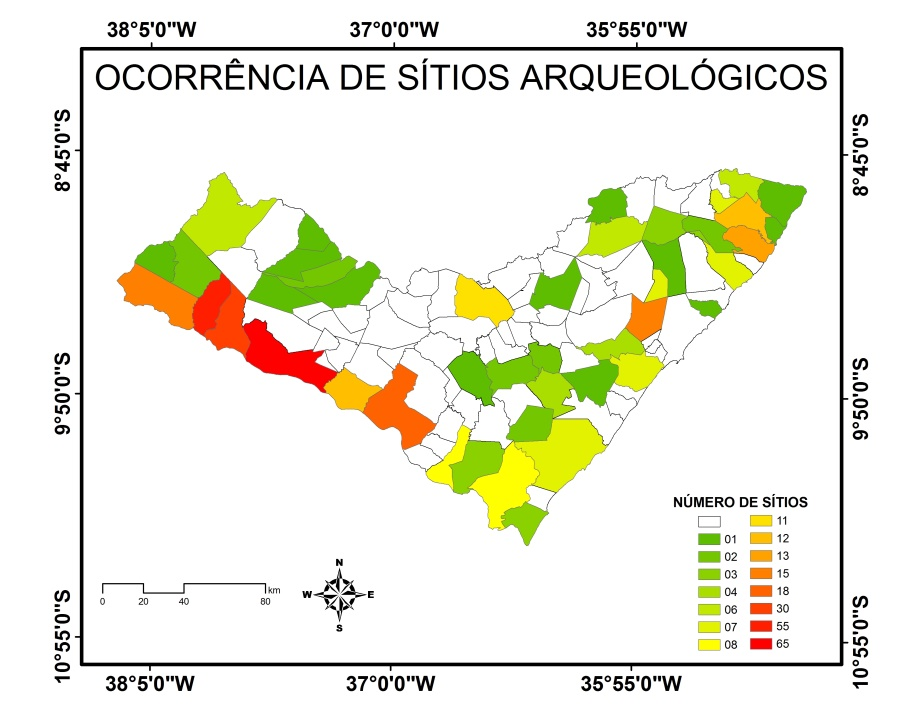 38°5'0"W 37°0'0"W 35°55'0"W
OCORRÊNCIA DE SÍTIOS ARQUEOLÓGICOS
8°45'0"S 8°45'0"S
9°50'0"S 9°50'0"S
NÚMERO DE SÍTIOS
11
01 12
02 13
03 15
04 18
06 30
07 55
08 65
N
W E
S
km
0 20 40 80
10°55'0"S 10°55'0"S
38°5'0"W 37°0'0"W 35°55'0"W